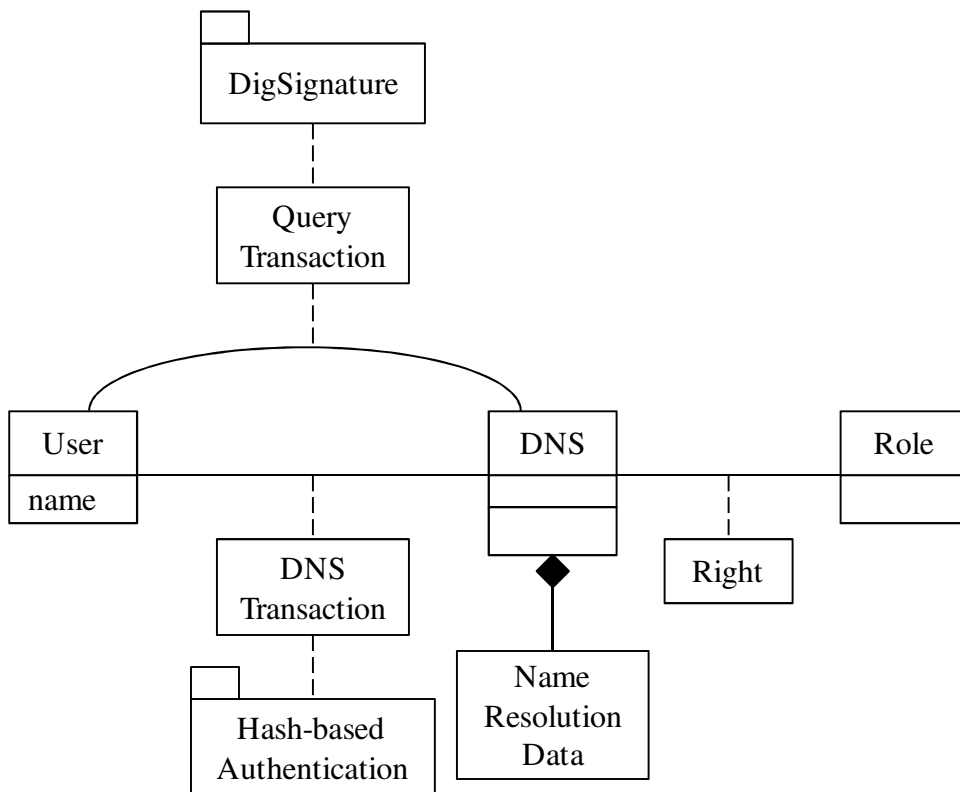 DigSignature
Query
Transaction
User
DNS
Role
name
DNS
Transaction
Right
Name
Resolution
Data
Hash-based
Authentication